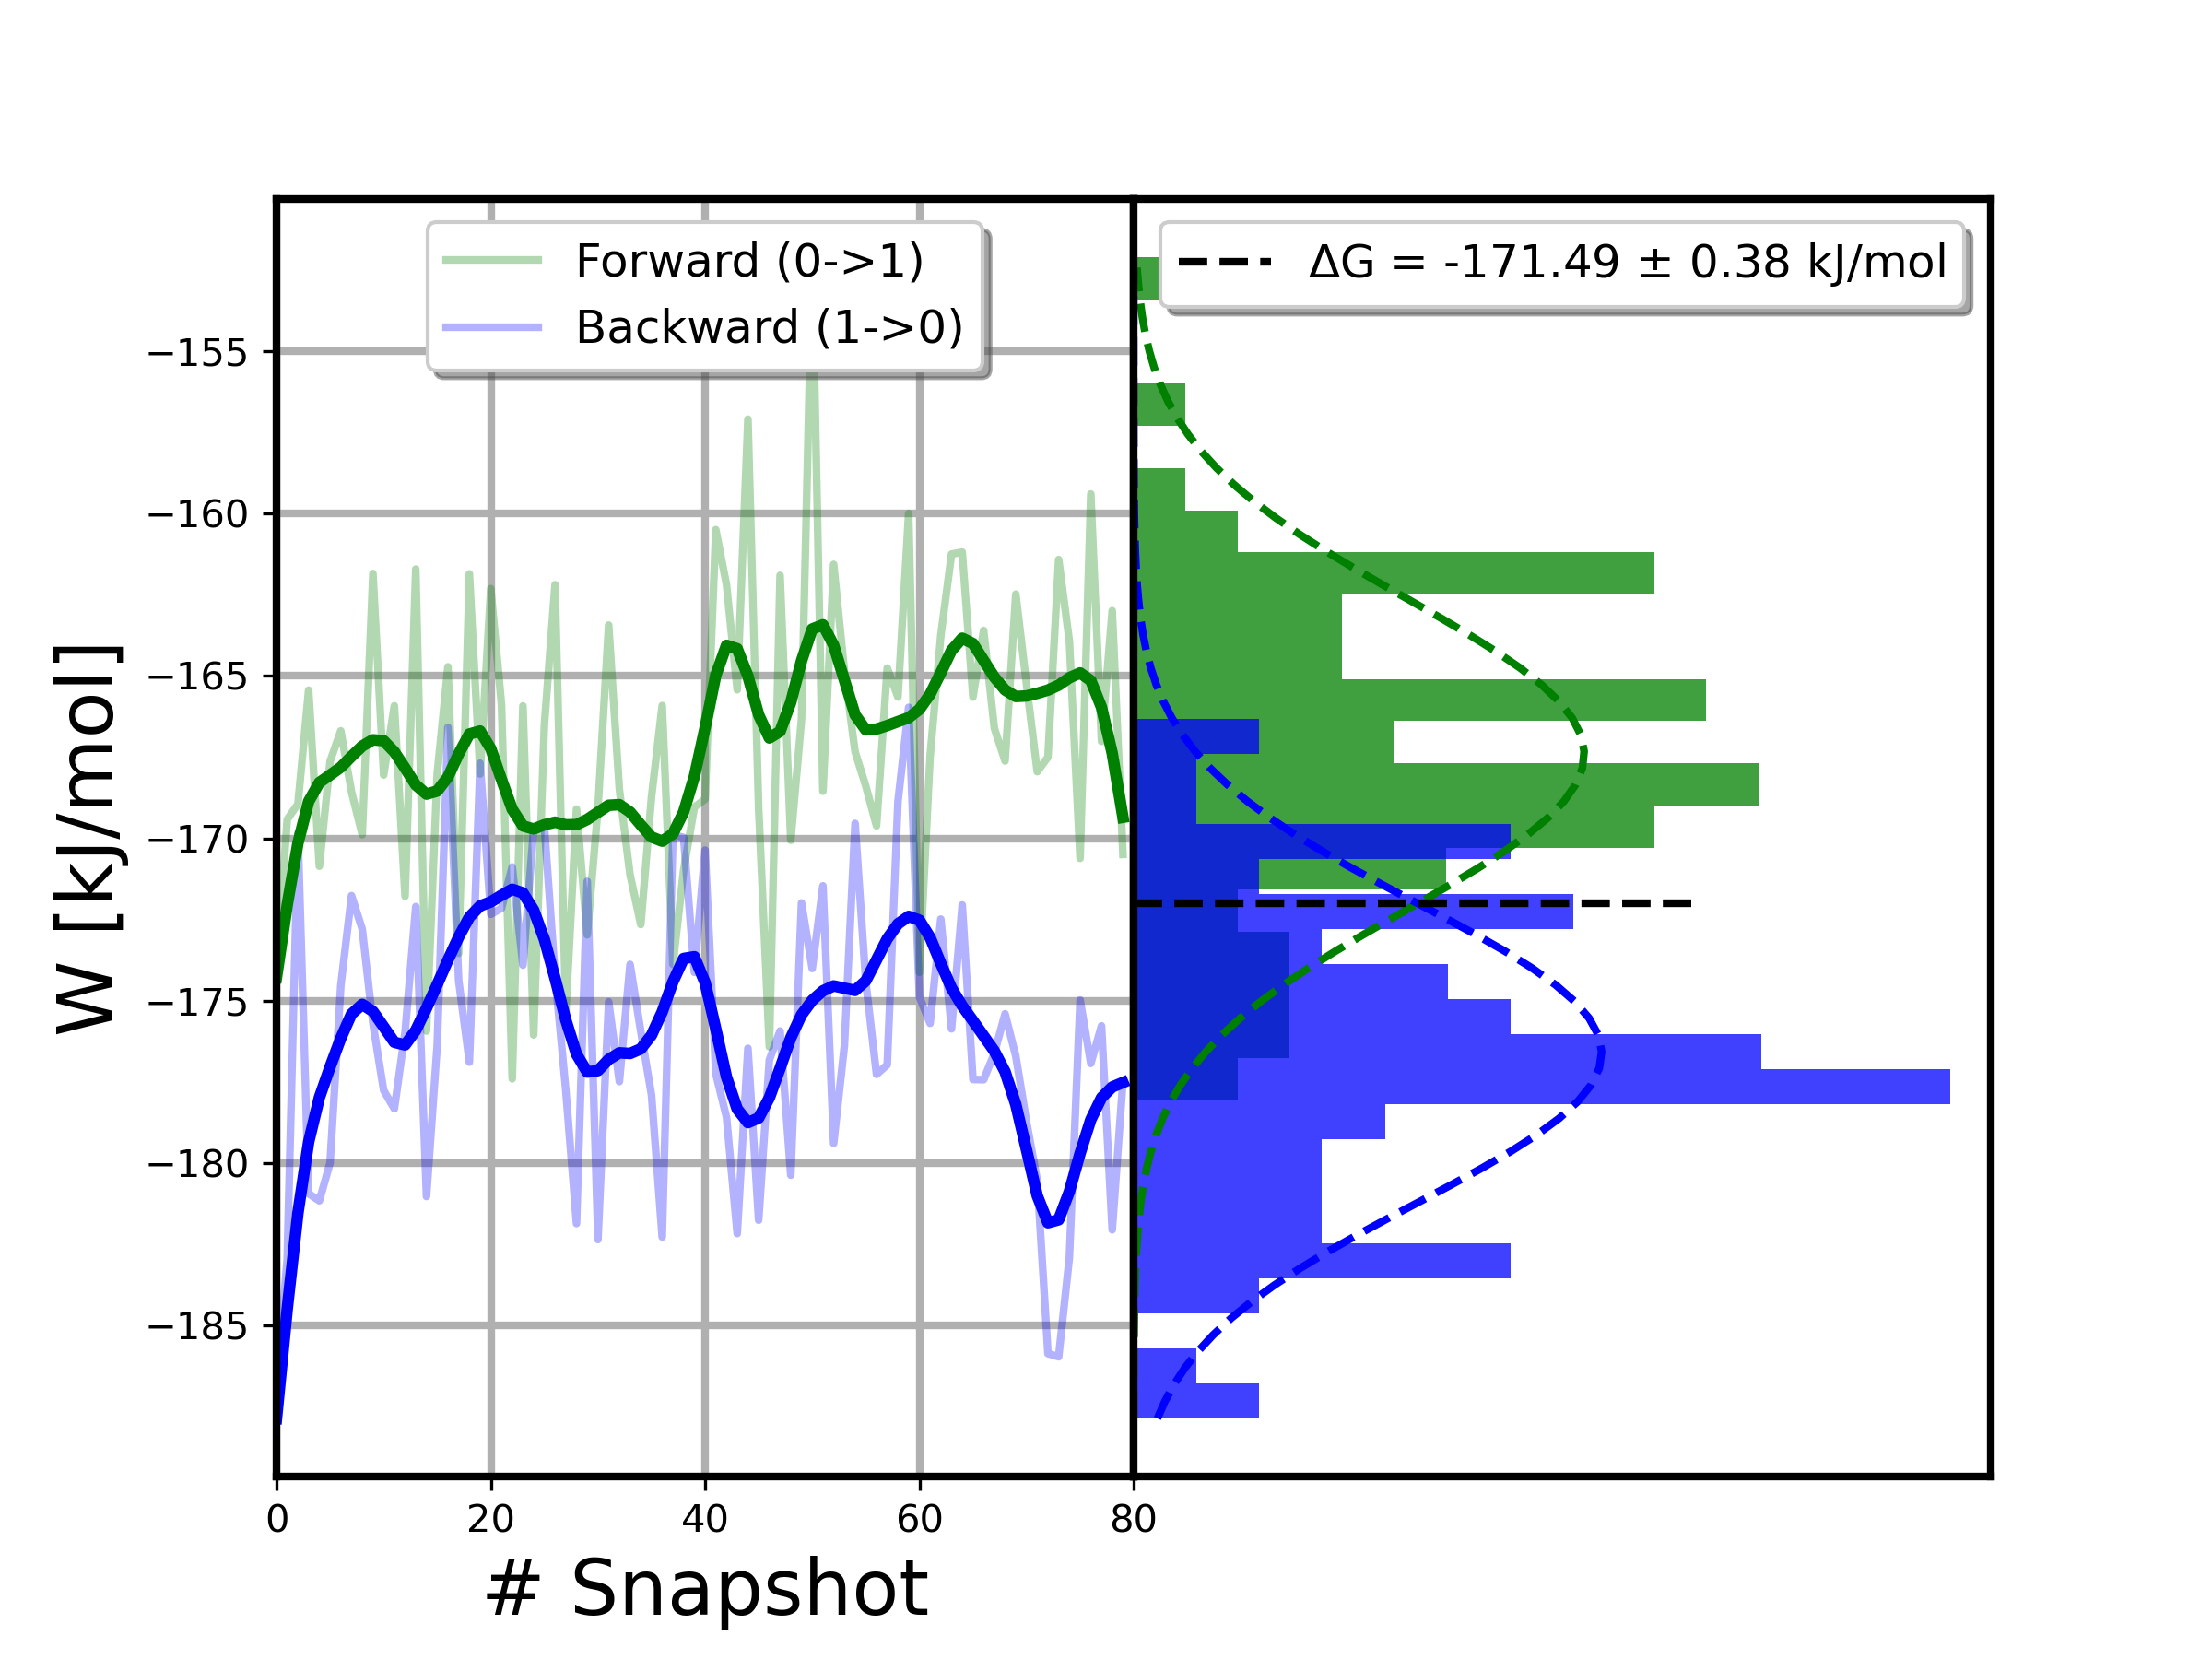 Forward (0->1)
Backward (1->0)
ΔG = -171.49 ± 0.38 kJ/mol
−155
−160
−165
−170
−175
−180
−185
W [kJ/mol]
0 20 40 60 80
# Snapshot